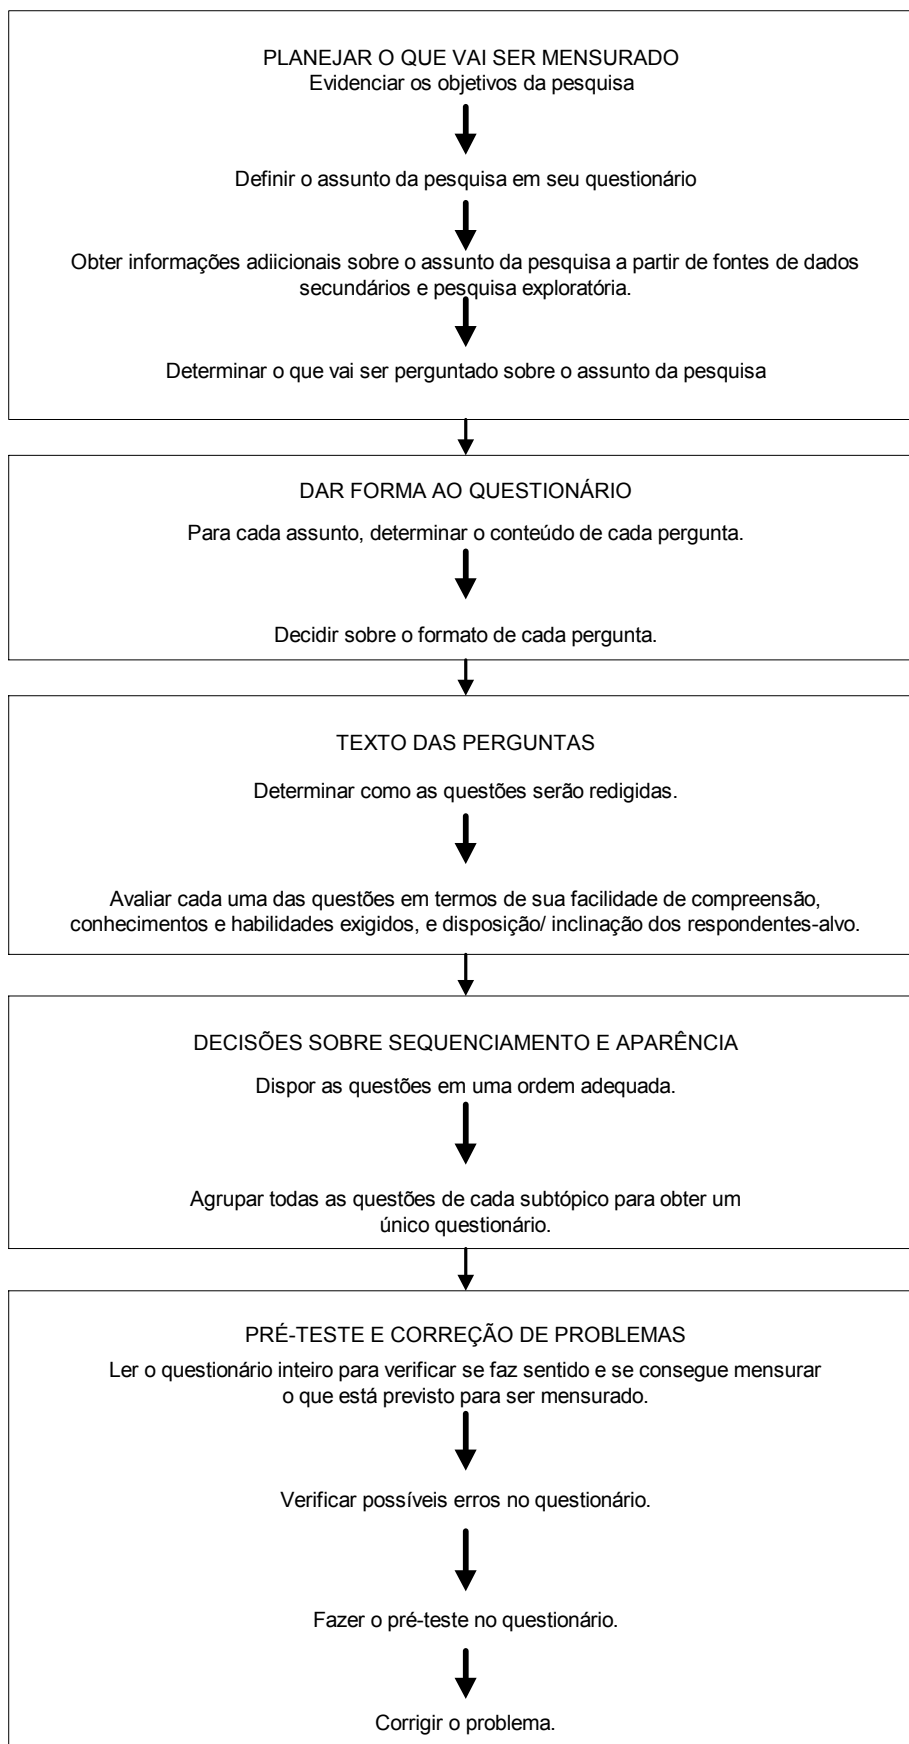 PLANEJAR O QUE VAI SER MENSURADO
Evidenciar os objetivos da pesquisa
Definir o assunto da pesquisa em seu questionário
Obter informações adiicionais sobre o assunto da pesquisa a partir de fontes de dados
secundários e pesquisa exploratória.
Determinar o que vai ser perguntado sobre o assunto da pesquisa
DAR FORMA AO QUESTIONÁRIO
Para cada assunto, determinar o conteúdo de cada pergunta.
Decidir sobre o formato de cada pergunta.
TEXTO DAS PERGUNTAS
Determinar como as questões serão redigidas.
Avaliar cada uma das questões em termos de sua facilidade de compreensão,
conhecimentos e habilidades exigidos, e disposição/ inclinação dos respondentes-alvo.
DECISÕES SOBRE SEQUENCIAMENTO E APARÊNCIA
Dispor as questões em uma ordem adequada.
Agrupar todas as questões de cada subtópico para obter um
único questionário.
PRÉ-TESTE E CORREÇÃO DE PROBLEMAS
Ler o questionário inteiro para verificar se faz sentido e se consegue mensurar
o que está previsto para ser mensurado.
Verificar possíveis erros no questionário.
Fazer o pré-teste no questionário.
Corrigir o problema.